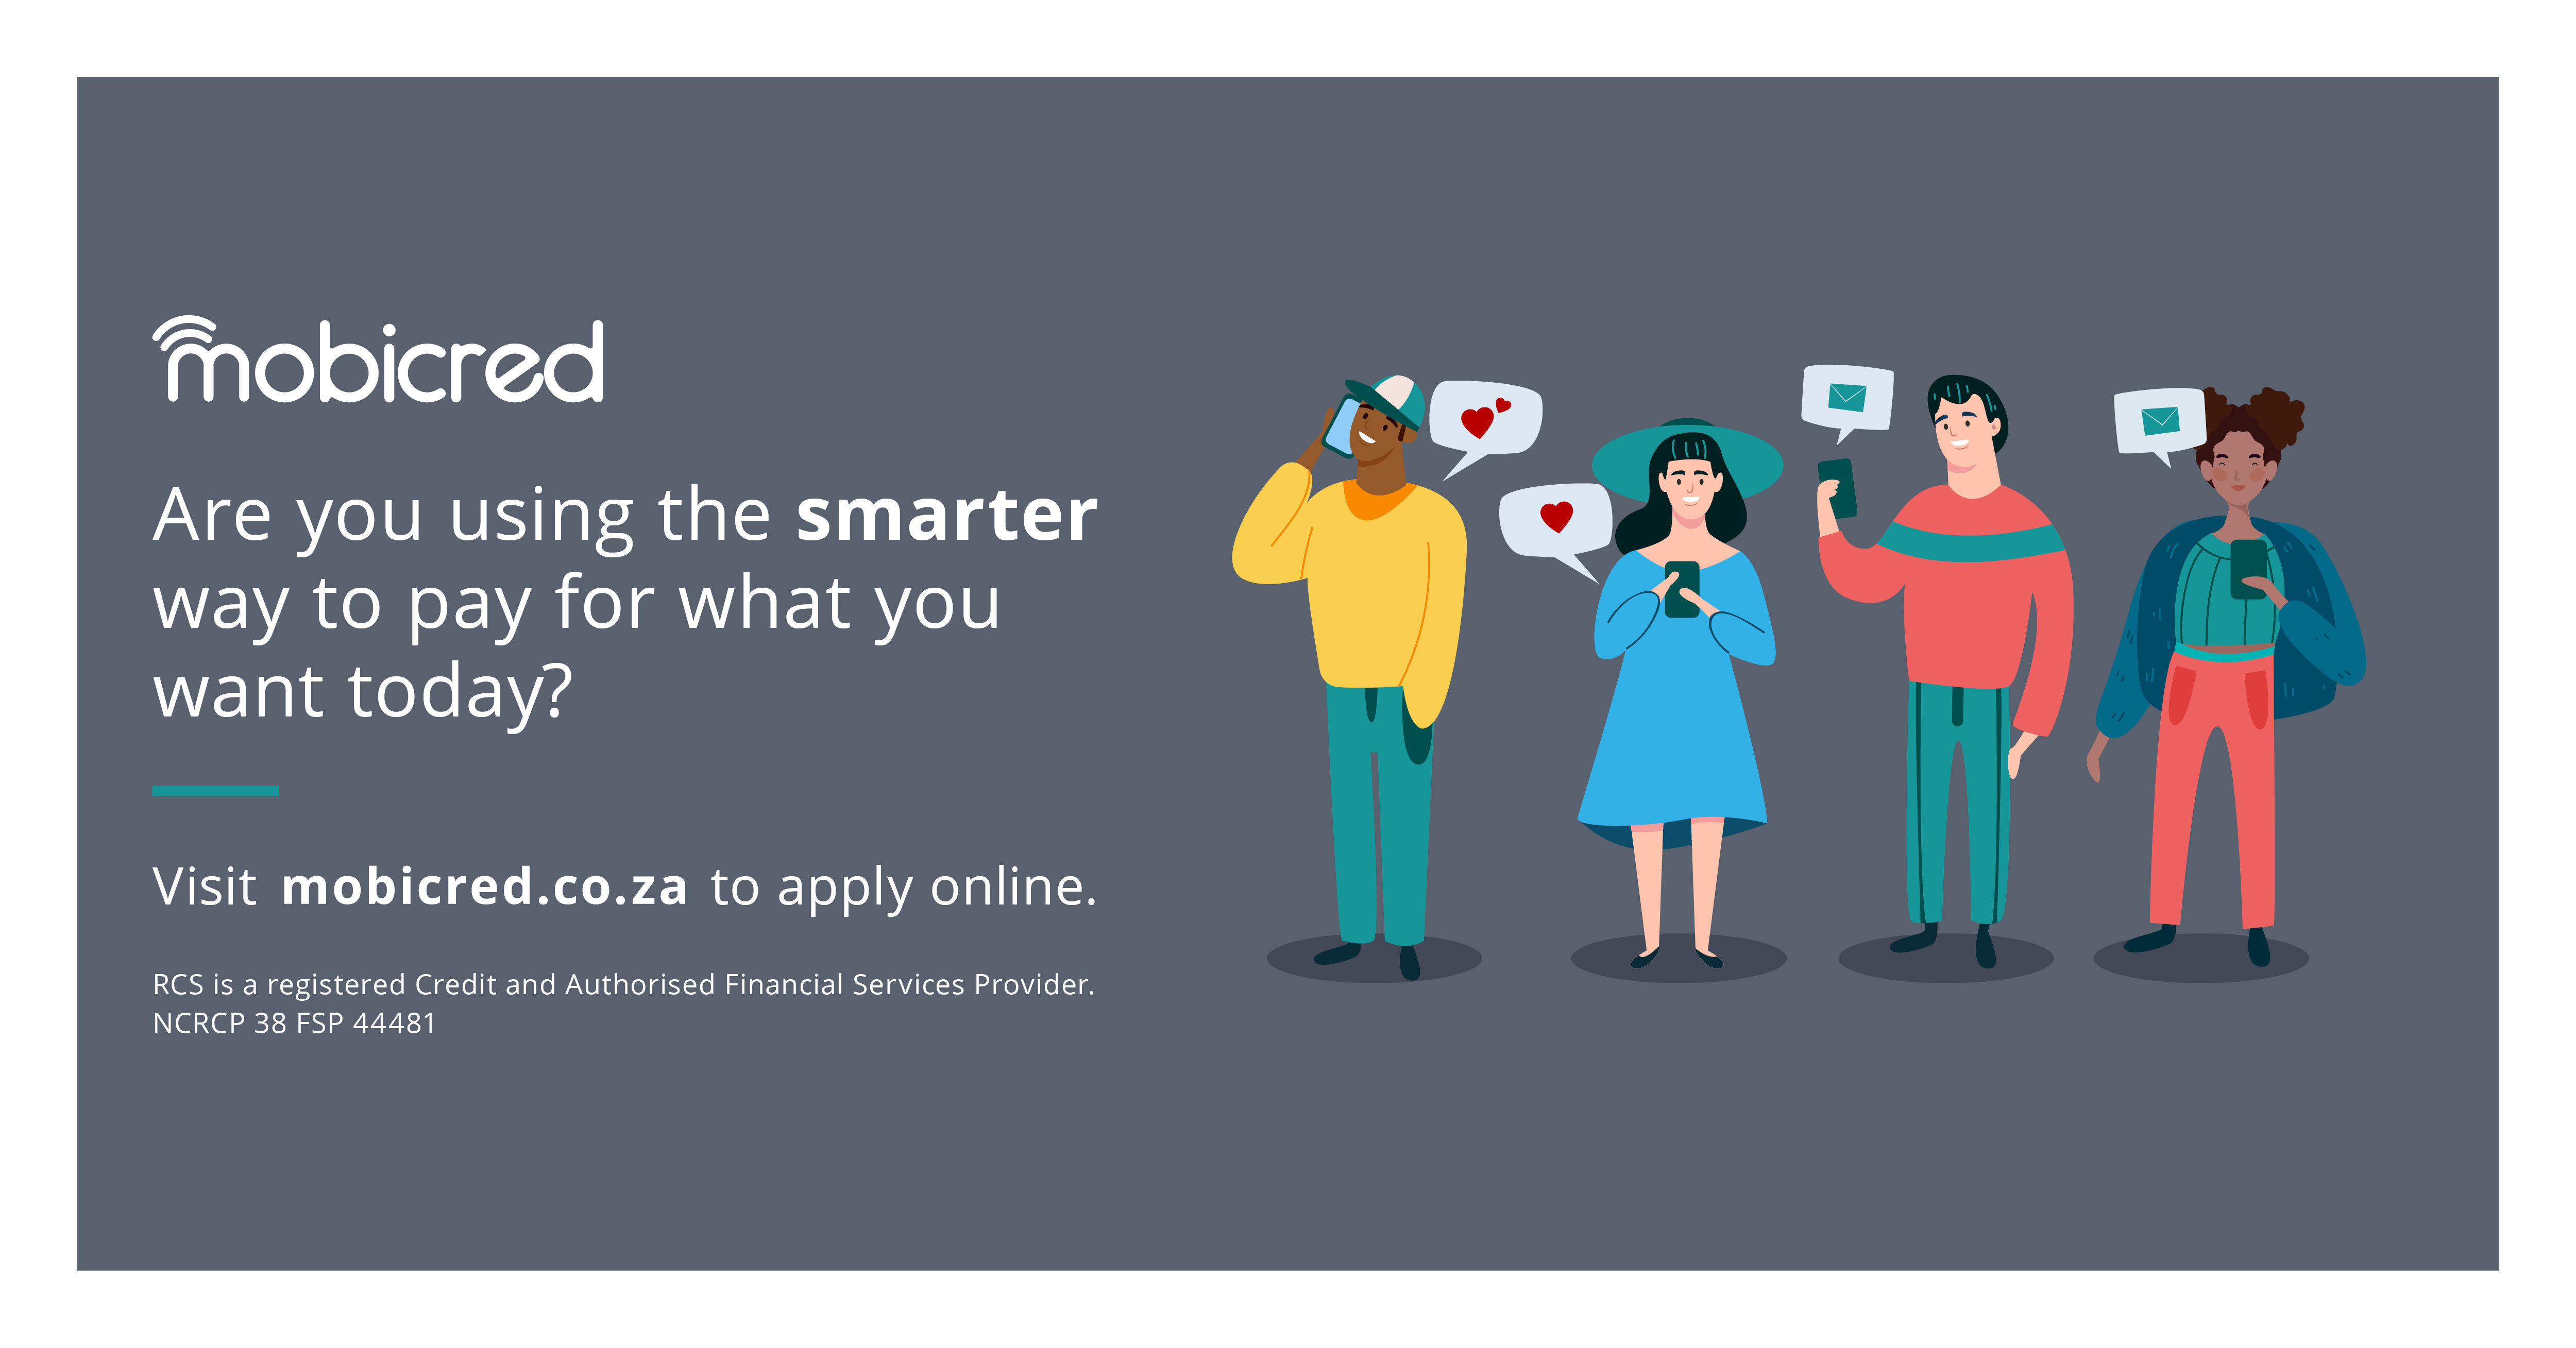 mobicred
Are you using the smarter
way to pay for what you
want today?
Visit mobicred.co.za to apply online.
RCS is a registered Credit and Authorised Financial Services Provider.
NCRCP 38 FSP 44481